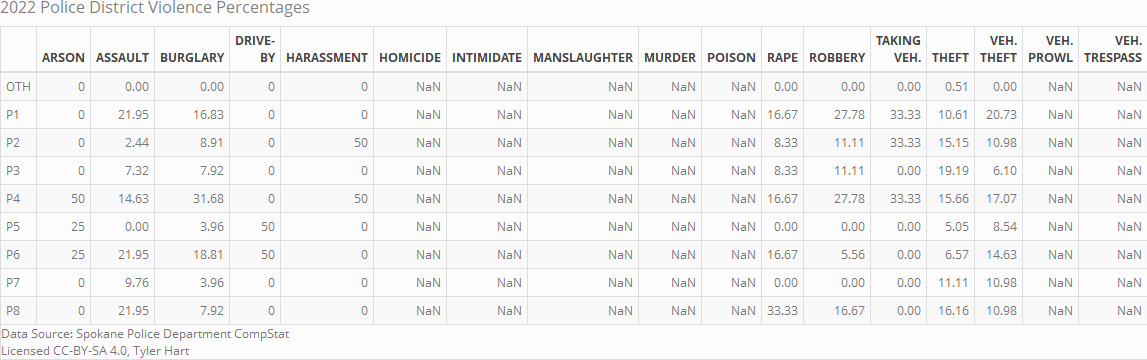 2022 Police District Violence Percentages
ARSON ASSAULT BURGLARY DRIVE-BY HARASSMENT HOMICIDE INTIMIDATE MANSLAUGHTER MURDER POISON RAPE ROBBERY TAKING VEH. THEFT VEH. THEFT VEH. PROWL VEH. TRESPASS
OTH 0 0.00 0.00 0 0 NaN NaN NaN NaN NaN 0.00 0.00 0.00 0.51 0.00 NaN NaN
P1 0 21.95 16.83 0 0 NaN NaN NaN NaN NaN 16.67 27.78 33.33 10.61 20.73 NaN NaN
P2 0 2.44 8.91 0 50 NaN NaN NaN NaN NaN 8.33 11.11 33.33 15.15 10.98 NaN NaN
P3 0 7.32 7.92 0 0 NaN NaN NaN NaN NaN 8.33 11.11 0.00 19.19 6.10 NaN NaN
P4 50 14.63 31.68 0 50 NaN NaN NaN NaN NaN 16.67 27.78 33.33 15.66 17.07 NaN NaN
P5 25 0.00 3.96 50 0 NaN NaN NaN NaN NaN 0.00 0.00 0.00 5.05 8.54 NaN NaN
P6 25 21.95 18.81 50 0 NaN NaN NaN NaN NaN 16.67 5.56 0.00 6.57 14.63 NaN NaN
P7 0 9.76 3.96 0 0 NaN NaN NaN NaN NaN 0.00 0.00 0.00 11.11 10.98 NaN NaN
P8 0 21.95 7.92 0 0 NaN NaN NaN NaN NaN 33.33 16.67 0.00 16.16 10.98 NaN NaN
Data Source: Spokane Police Department CompStat
Licensed CC-BY-SA 4.0, Tyler Hart